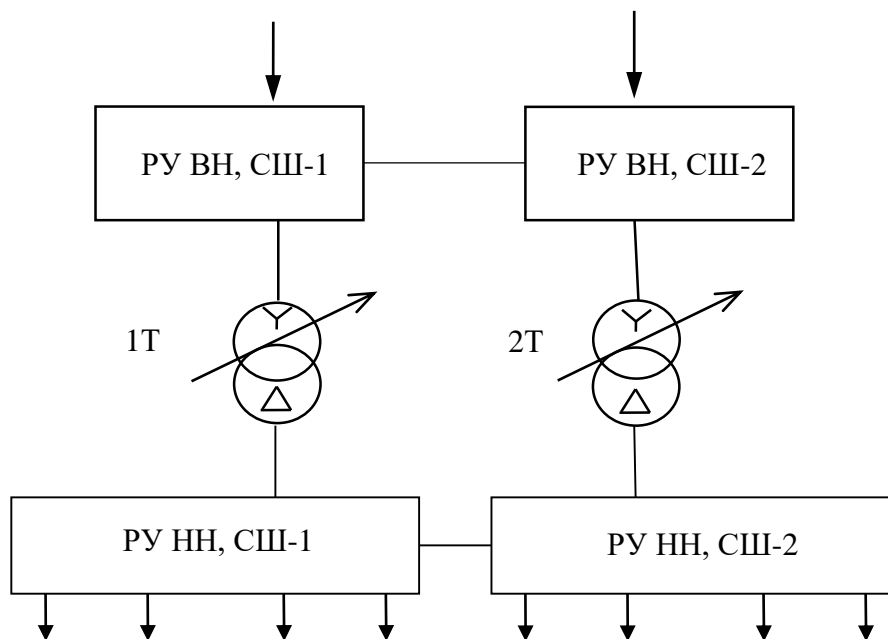 РУ ВН, СШ-1
РУ ВН, СШ-2
1Т
2Т
РУ НН, СШ-1
РУ НН, СШ-2